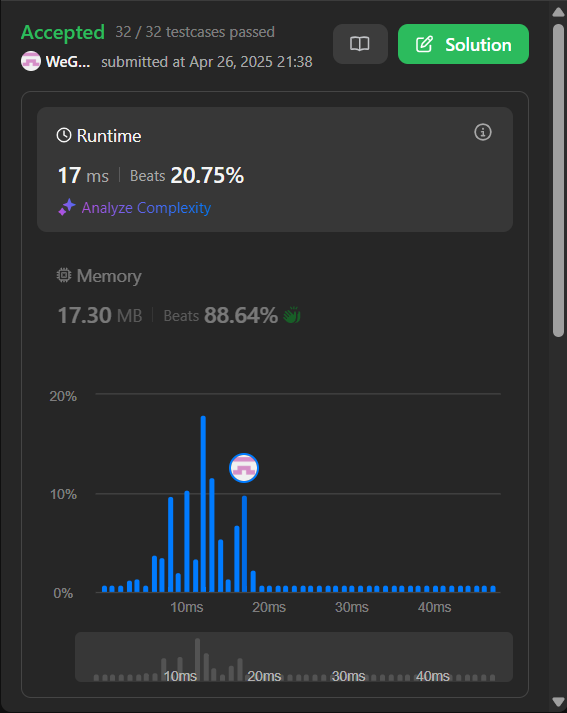 Accepted 32 / 32 testcases passed
Solution
WeG... submitted at Apr 26, 2025 21:38
Runtime
17 ms Beats 20.75%
Analyze Complexity
Memory
17.30 MB Beats 88.64%
20%
10%
0%
10ms 20ms 30ms 40ms
10ms 20ms 30ms 40ms